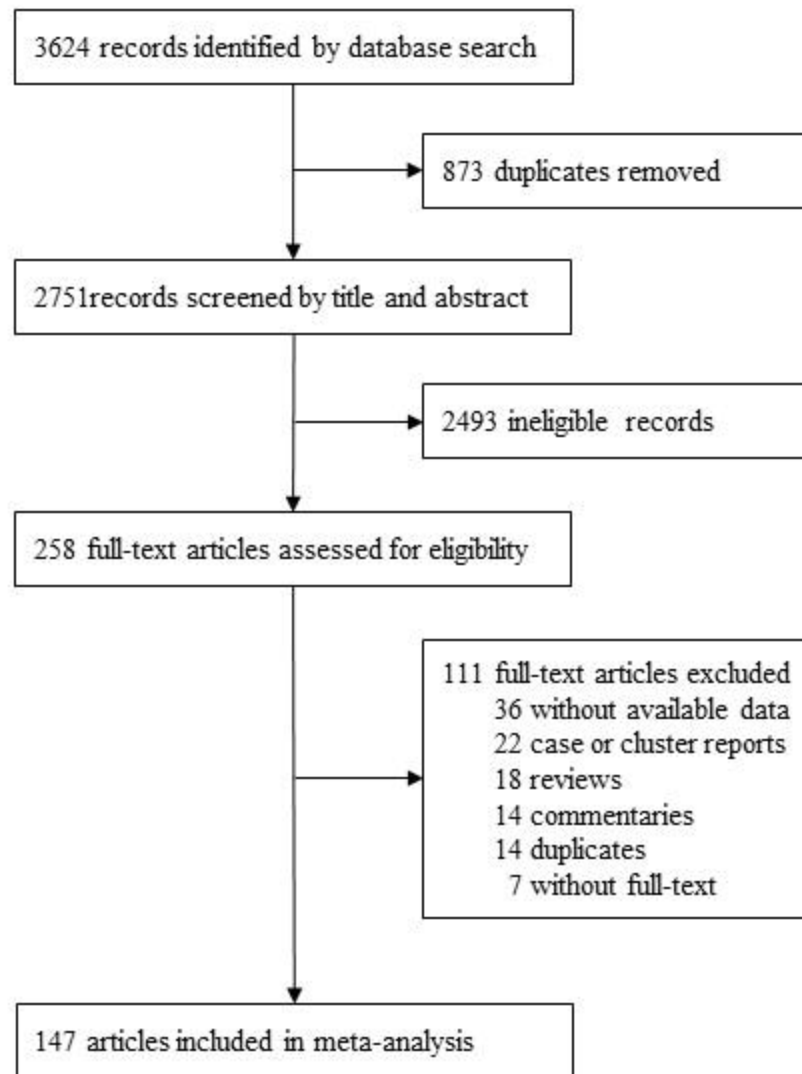 3624 records identified by database search
873 duplicates removed
2751records screened by title and abstract
2493 ineligible records
258 full-text articles assessed for eligibility
111 full-text articles excluded
36 without available data
22 case or cluster reports
18 reviews
14 commentaries
14 duplicates
7 without full-text
147 articles included in meta-analysis